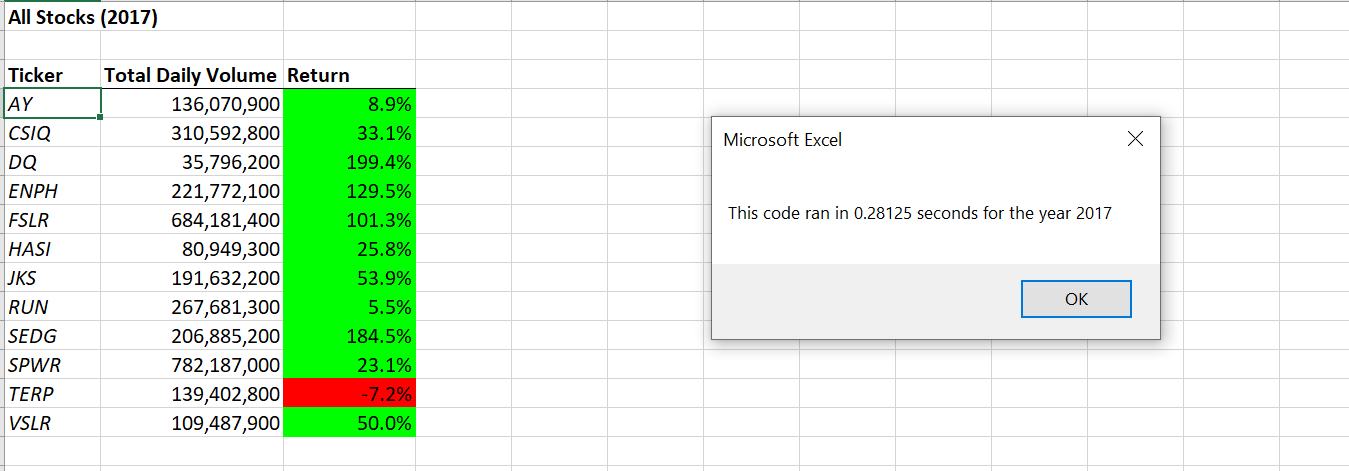 All Stocks (2017)
Ticker Total Daily Volume Return
AY 136,070,900 8.9%
CSIQ 310,592,800 33.1%
DQ 35,796,200 199.4%
ENPH 221,772,100 129.5%
FSLR 684,181,400 101.3%
HASI 80,949,300 25.8%
JKS 191,632,200 53.9%
RUN 267,681,300 5.5%
SEDG 206,885,200 184.5%
SPWR 782,187,000 23.1%
TERP 139,402,800 -7.2%
VSLR 109,487,900 50.0%
Microsoft Excel
This code ran in 0.28125 seconds for the year 2017
OK